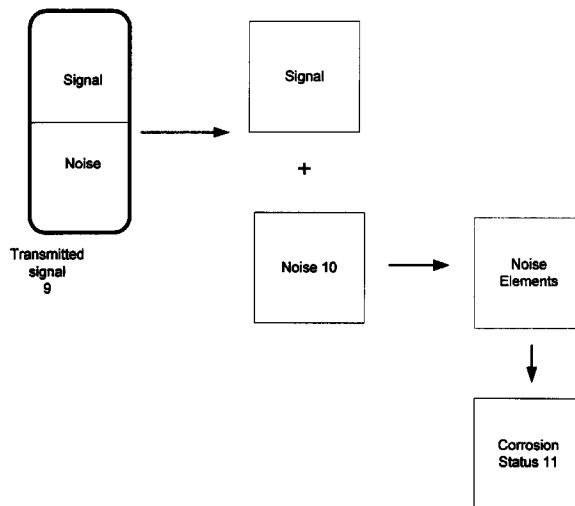 Signal
Noise
Transmitted
signal
9
Signal
+
Noise 10
Noise
Elements
Corrosion
Status 11